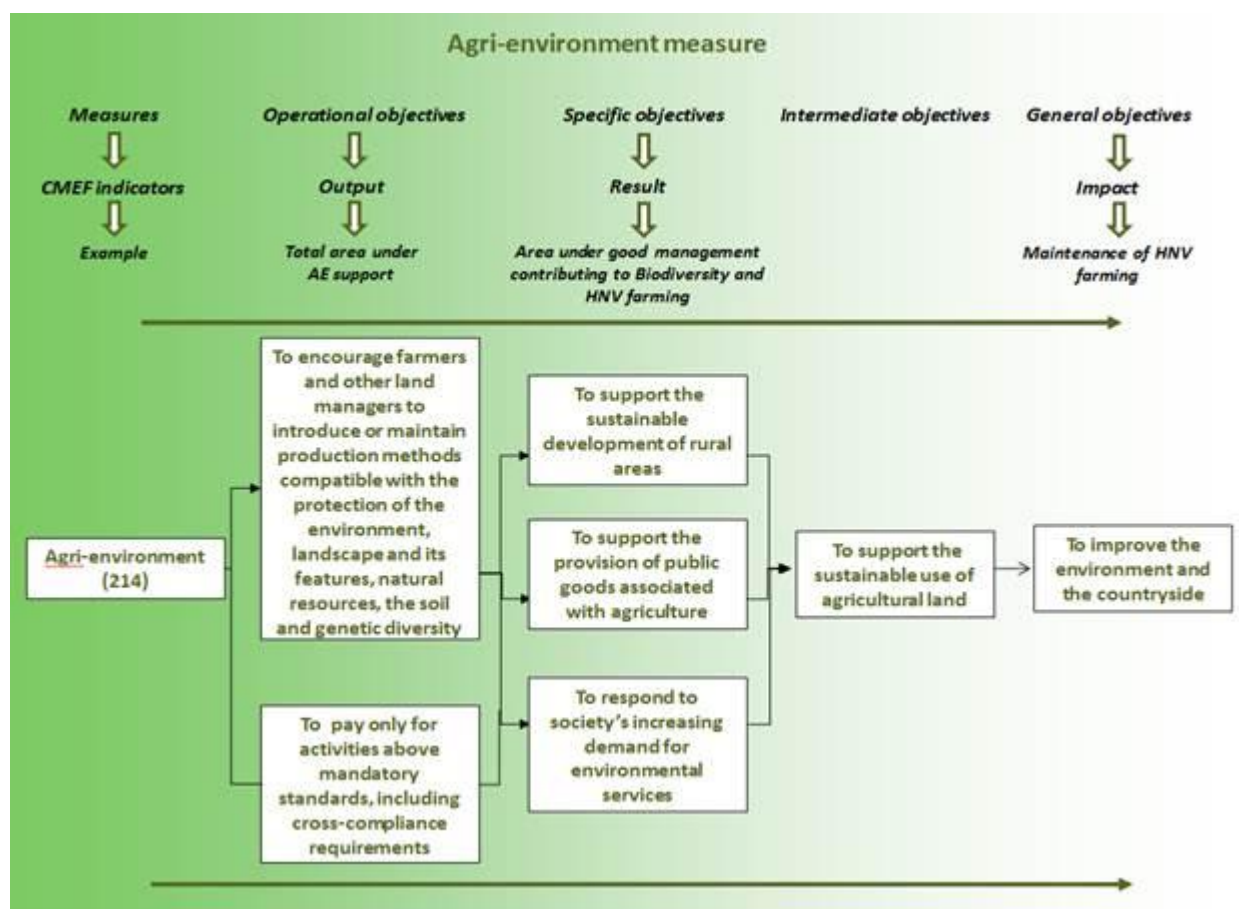 Agri-environment measure
Measures
Operational objectives
Specific objectives
Intermediate objectives
General objectives
CMEF indicators
Output
Result
Impact
Example
Total area under
AE support
Area under good management
contributing to Biodiversity and
HNV farming
Maintenance of HNV
farming
Agri-environment
(214)
To encourage farmers
and other land
managers to
introduce or maintain
production methods
compatible with the
protection of the
environment,
landscape and its
features, natural
resources, the soil
and genetic diversity
To pay only for
activities above
mandatory
standards, including
cross-compliance
requirements
To support the
sustainable
development of rural
areas
To support the
provision of public
goods associated
with agriculture
To respond to
society's increasing
demand for
environmental
services
To support the
sustainable use of
agricultural land
To improve the
environment and
the countryside